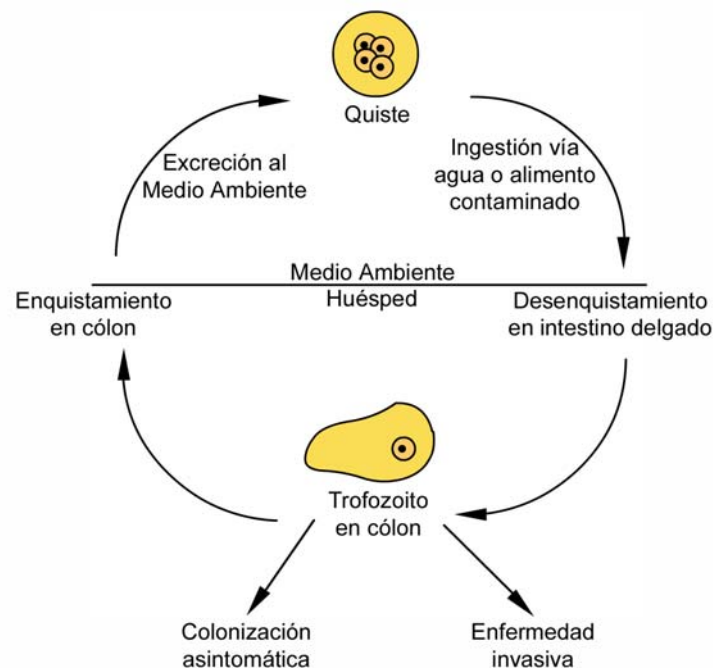 Quiste
Excreción al
Medio Ambiente
Ingestión vía
agua o alimento
contaminado
Medio Ambiente
Huésped
Enquistamiento
en cólon
Desenquistamiento
en intestino delgado
Trofozoito
en cólon
Colonización
asintomática
Enfermedad
invasiva